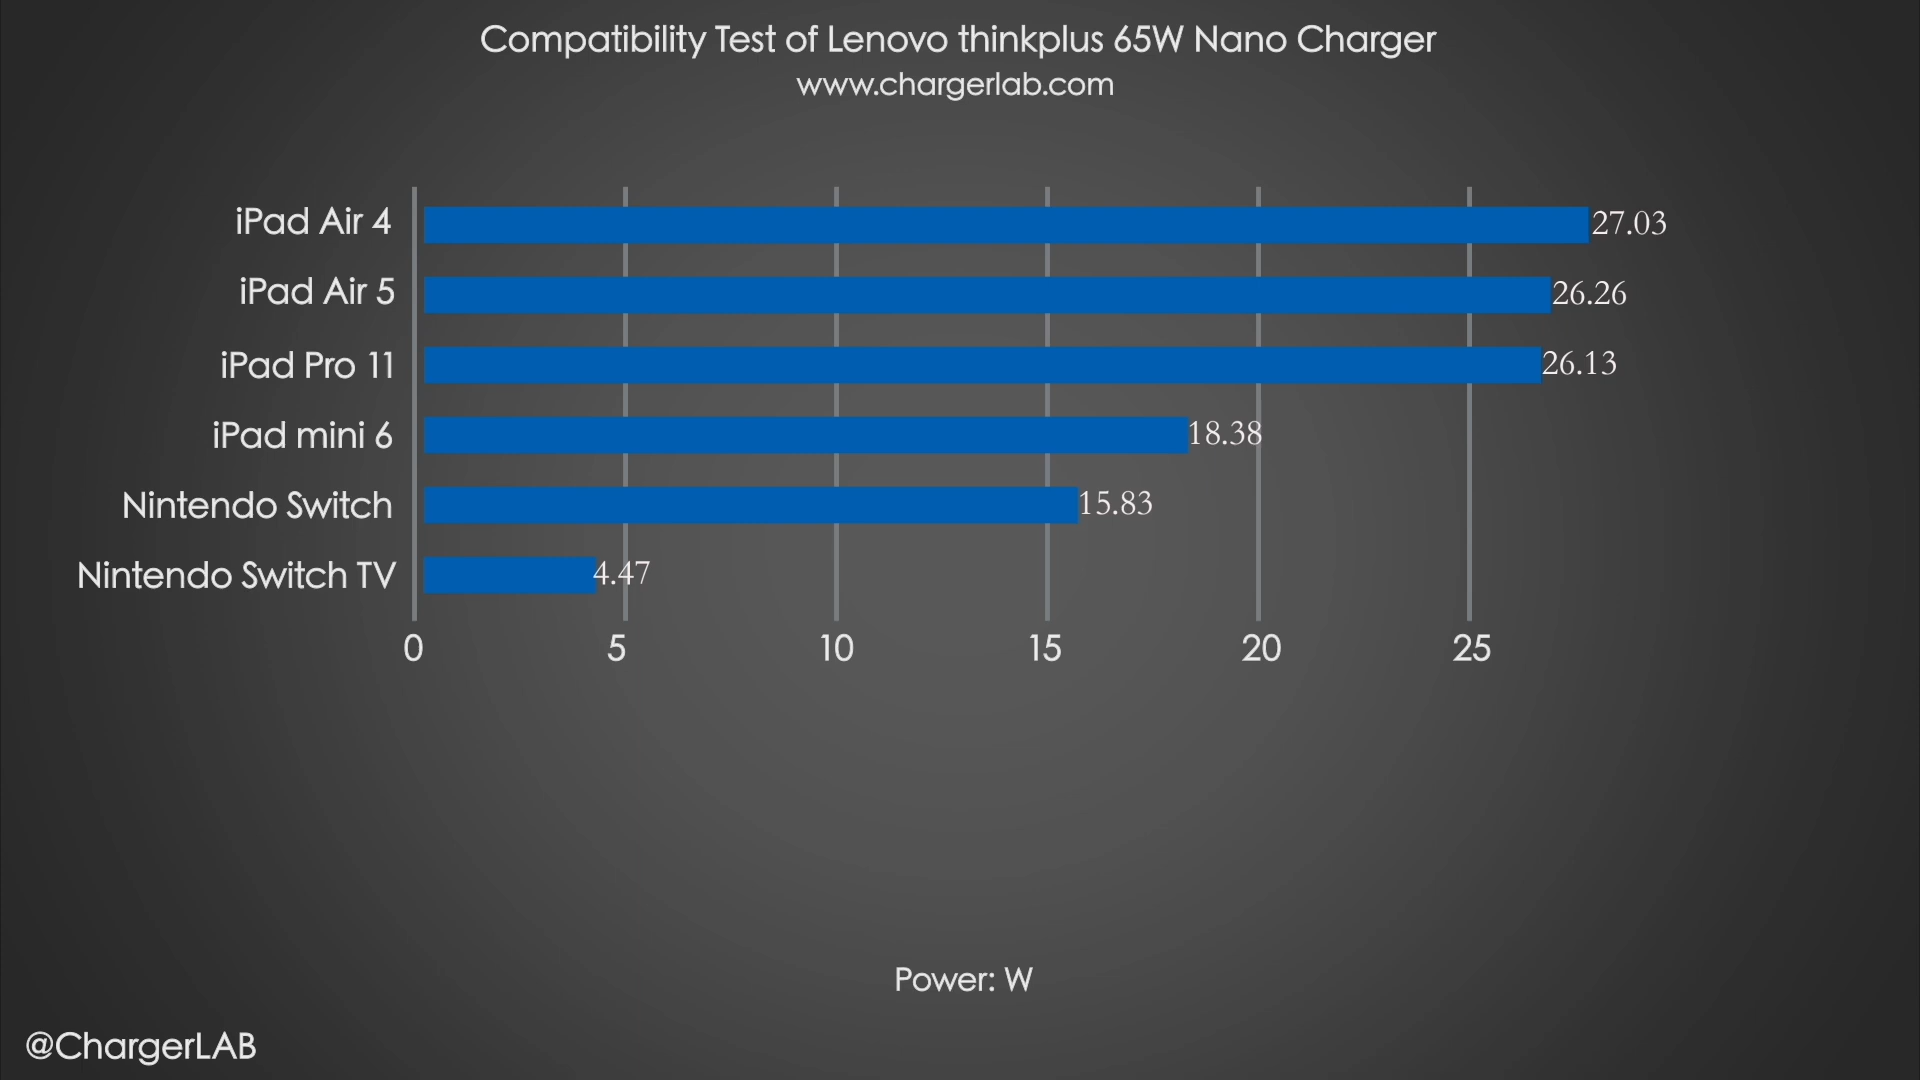 Compatibility Test of Lenovo thinkplus 65W Nano Charger
www.chargerlab.com
iPad Air 4 27.03
iPad Air 5 26.26
iPad Pro 11 26.13
iPad mini 6 18.38
Nintendo Switch 15.83
Nintendo Switch TV 4.47
0 5 10 15 20 25
Power: W
@ChargerLAB